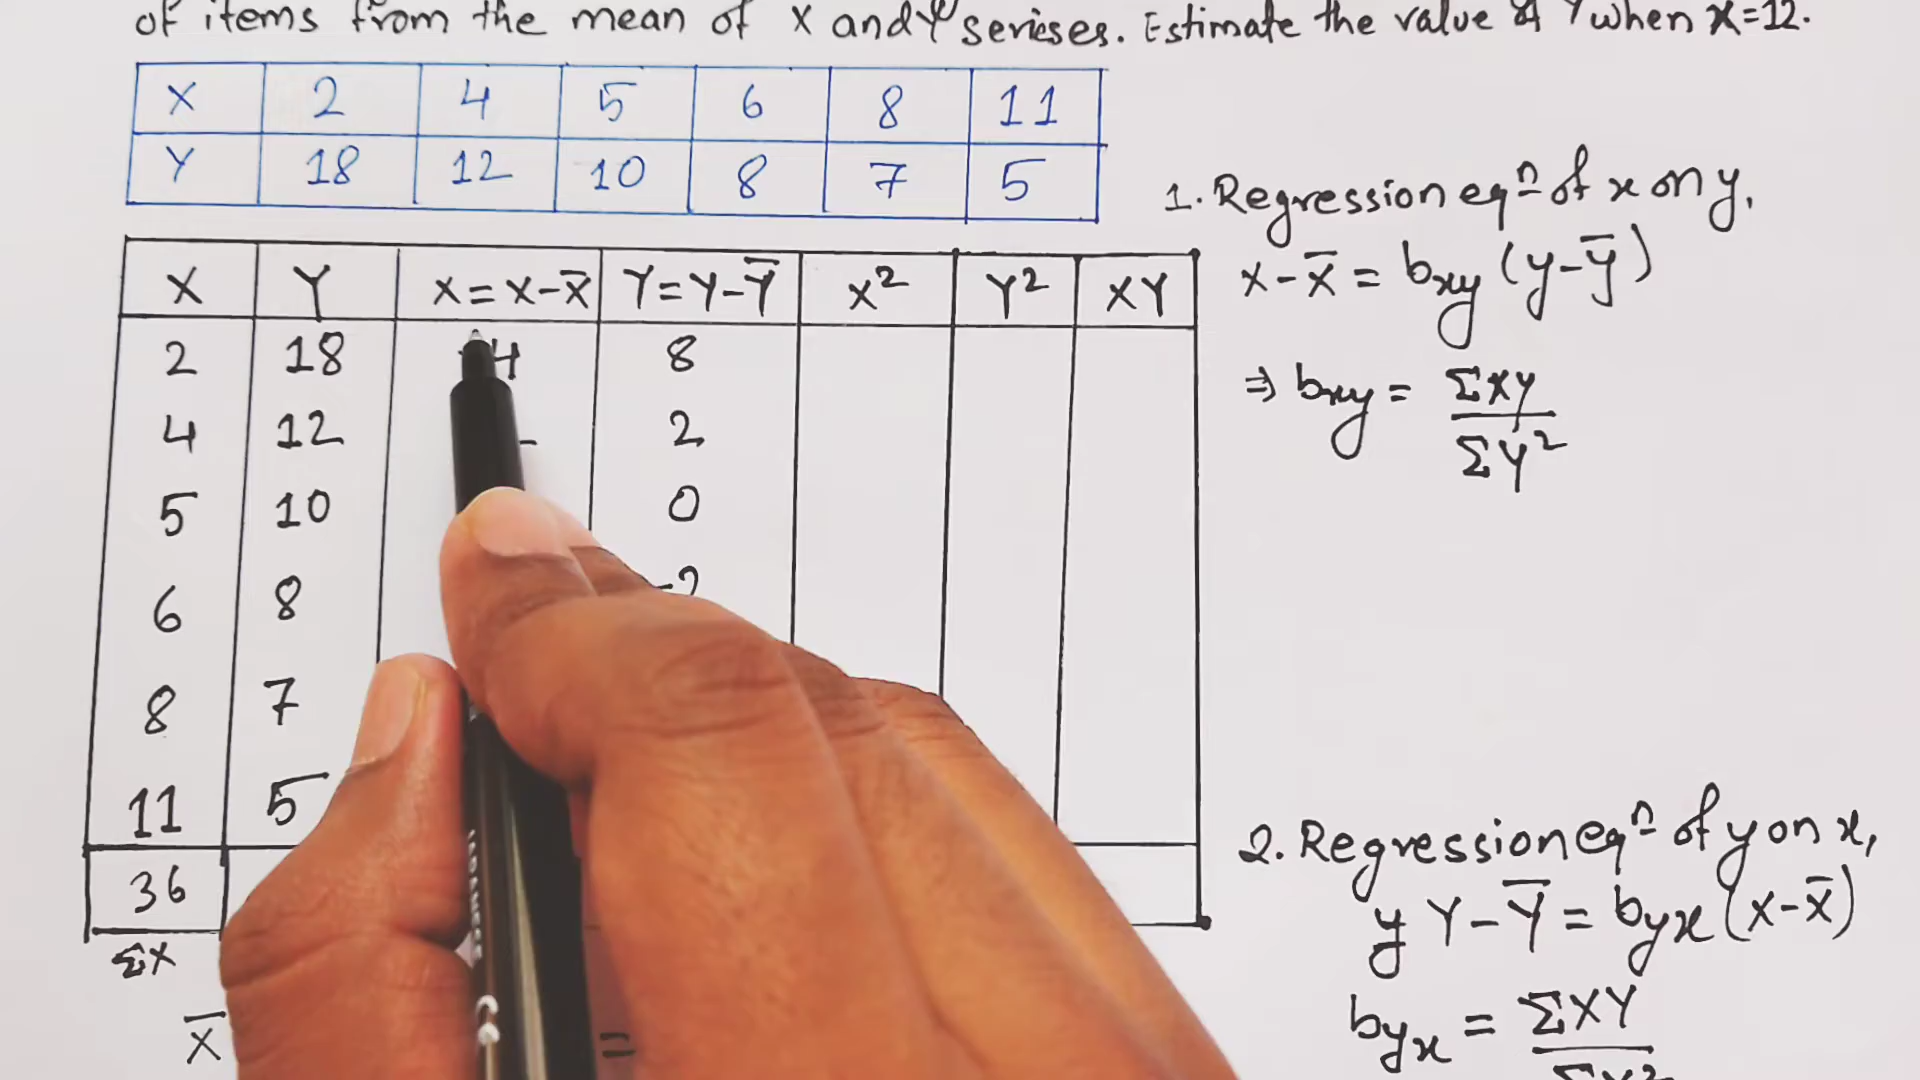 of items from the mean of X and Y serieses. Estimate the value of Y when x=12.
X 2 4 5 6 8 11
Y 18 12 10 8 7 5
X Y x=X-X̅ Y=Y-Y̅ X² Y² XY
2 18 -4 8
4 12 2
5 10 0
6 8 -2
8 7
11 5
36
ΣX
X̅ =
1. Regression eqⁿ of x on y,
X-X̅ = bxy (y-y̅)
⇒ bxy = ΣXY
ΣY²
2. Regression eqⁿ of y on x,
y Y-Y̅ = byx (X-X̅)
byx = ΣXY